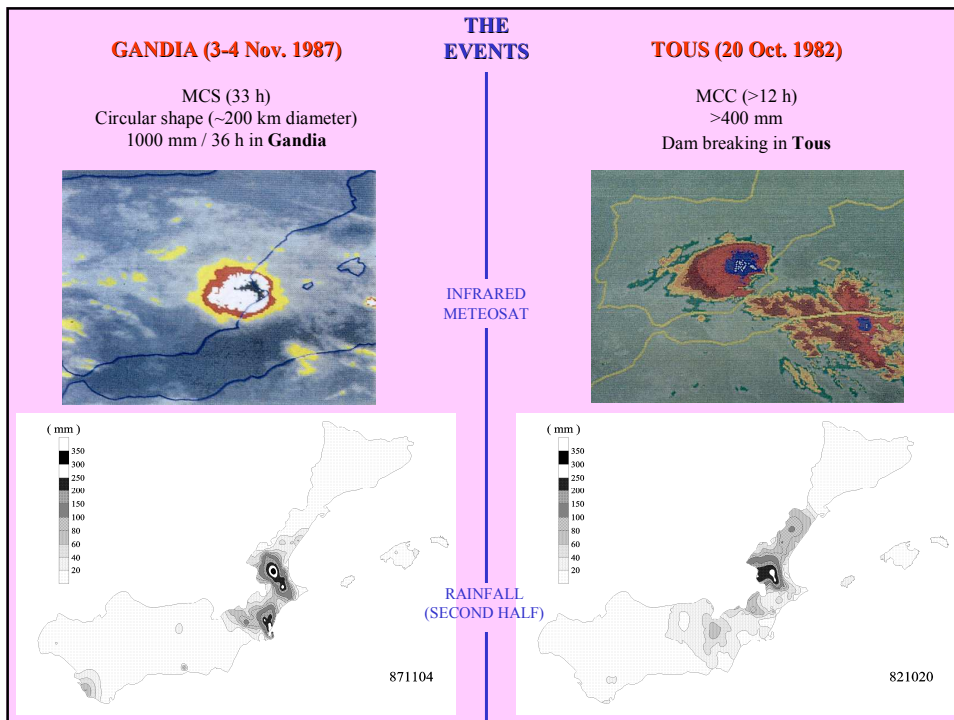 THE
EVENTS
GANDIA (3-4 Nov. 1987)
MCS (33 h)
Circular shape (~200 km diameter)
1000 mm / 36 h in Gandia
TOUS (20 Oct. 1982)
MCC (>12 h)
>400 mm
Dam breaking in Tous
INFRARED
METEOSAT
( mm )
350
300
250
200
150
100
80
60
40
20
871104
RAINFALL
(SECOND HALF)
( mm )
350
300
250
200
150
100
80
60
40
20
821020